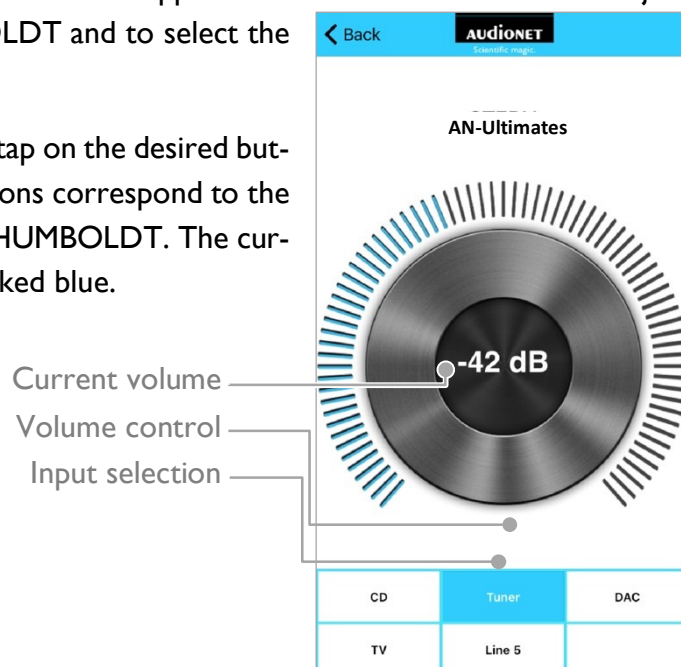 OLDT and to select the
tap on the desired but-
ons correspond to the
HUMBOLDT. The cur-
ked blue.
Current volume
Volume control
Input selection
Back
AUDIONET
Scientific magic.
AN-Ultimates
-42 dB
CD
Tuner
DAC
TV
Line 5